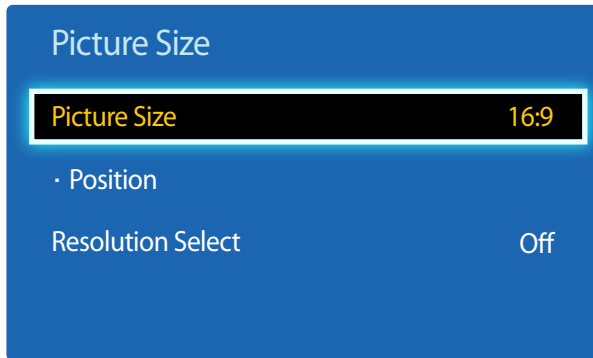 Picture Size
Picture Size 16:9
· Position
Resolution Select Off